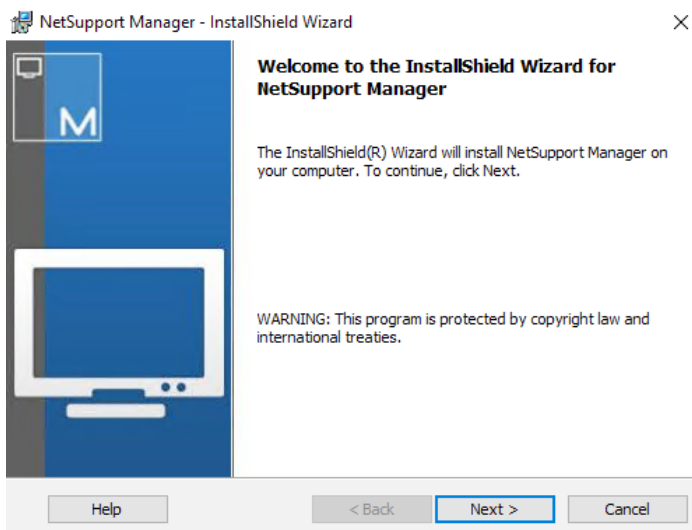 NetSupport Manager - InstallShield Wizard
M
Welcome to the InstallShield Wizard for
NetSupport Manager
The InstallShield(R) Wizard will install NetSupport Manager on
your computer. To continue, click Next.
WARNING: This program is protected by copyright law and
international treaties.
Help
< Back
Next >
Cancel